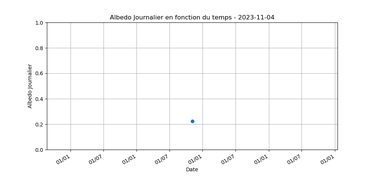 Albedo Journalier en fonction du temps - 2023-11-04
1.0
0.8
0.6
0.4
0.2
0.0
Albedo Journalier
01/01 01/07 01/01 01/07 01/01 01/07 01/01 01/07 01/01
Date